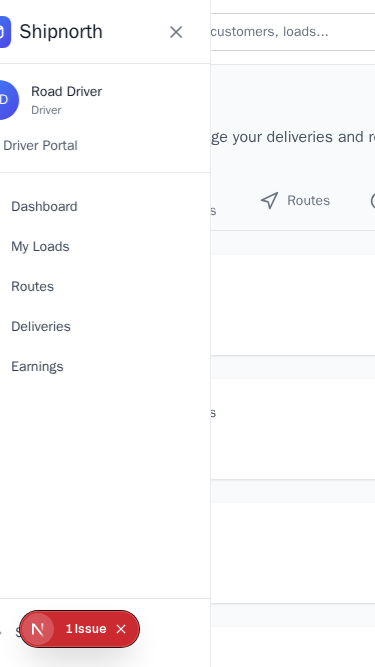 Shipnorth
customers, loads...
D
Road Driver
Driver
Driver Portal
ge your deliveries and r
Dashboard
My Loads
Routes
Deliveries
Earnings
s
Routes
s
S
N
1 Issue